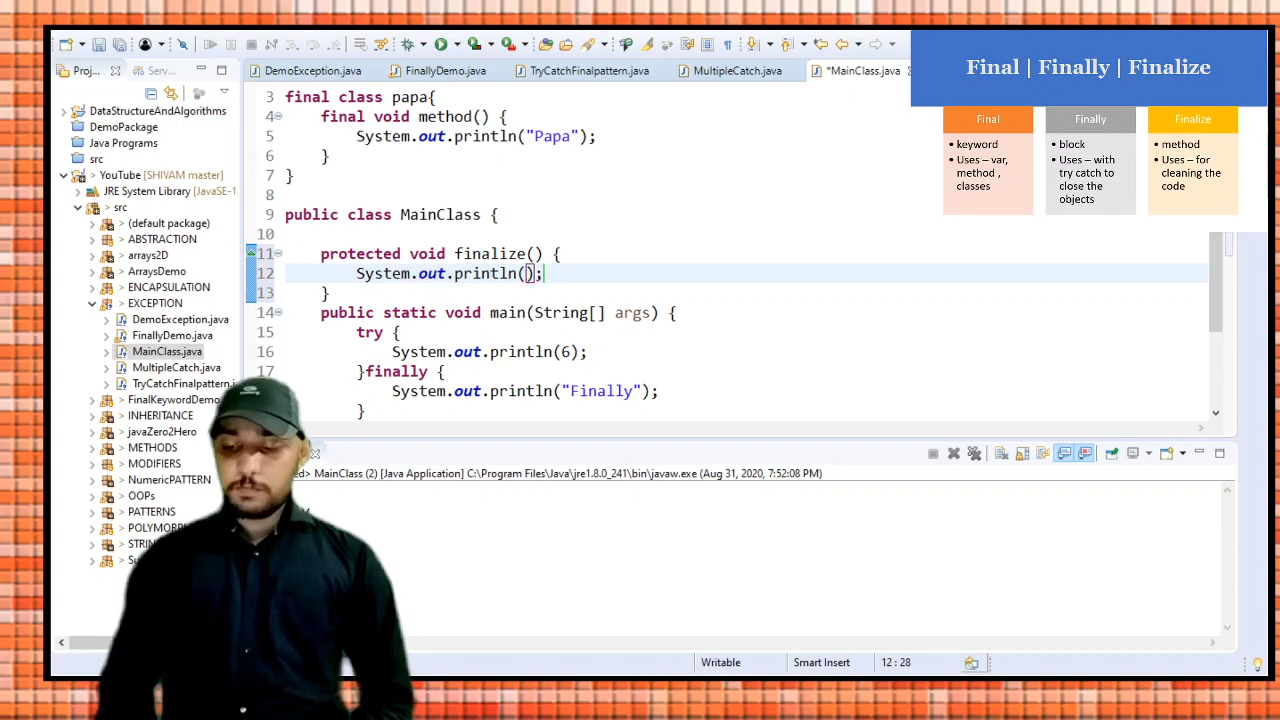 Proj...
Serv...
DataStructureAndAlgorithms
DemoPackage
Java Programs
src
YouTube [SHIVAM master]
JRE System Library [JavaSE-1
> src
> (default package)
> ABSTRACTION
> arrays2D
> ArraysDemo
> ENCAPSULATION
> EXCEPTION
DemoException.java
FinallyDemo.java
MainClass.java
MultipleCatch.java
TryCatchFinalpattern.j
> FinalKeywordDemo
> INHERITANCE
> javaZero2Hero
> METHODS
> MODIFIERS
> NumericPATTERN
> OOPs
> PATTERNS
> POLYMORP
> STRIN
DemoException.java
FinallyDemo.java
TryCatchFinalpattern.java
MultipleCatch.java
*MainClass.java
3 final class papa{
4 final void method() {
5 System.out.println("Papa");
6 }
7 }
8
9 public class MainClass {
10
11 protected void finalize() {
12 System.out.println();
13 }
14 public static void main(String[] args) {
15 try {
16 System.out.println(6);
17 }finally {
System.out.println("Finally");
}
MainClass (2) [Java Application] C:\Program Files\Java\jre1.8.0_241\bin\javaw.exe (Aug 31, 2020, 7:52:08 PM)
Writable
Smart Insert
12 : 28
Final | Finally | Finalize
Final
• keyword
• Uses – var,
method ,
classes
Finally
• block
• Uses – with
try catch to
close the
objects
Finalize
• method
• Uses – for
cleaning the
code